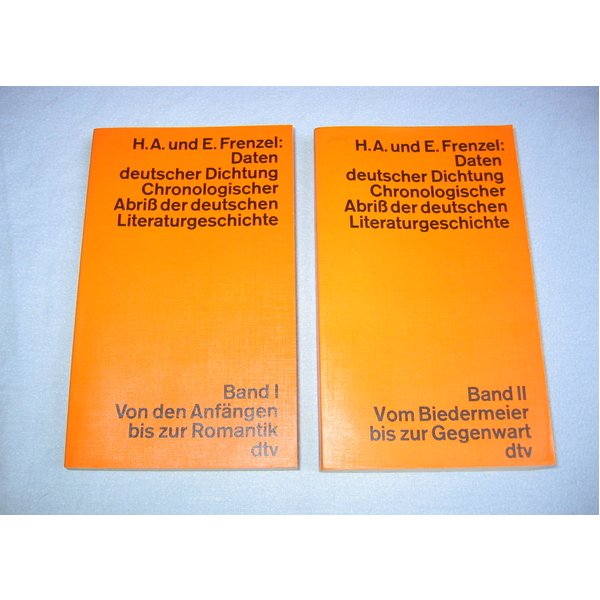 H.A. und E. Frenzel:
Daten
deutscher Dichtung
Chronologischer
Abriß der deutschen
Literaturgeschichte
Band I
Von den Anfängen
bis zur Romantik
dtv
H.A. und E. Frenzel:
Daten
deutscher Dichtung
Chronologischer
Abriß der deutschen
Literaturgeschichte
Band II
Vom Biedermeier
bis zur Gegenwart
dtv